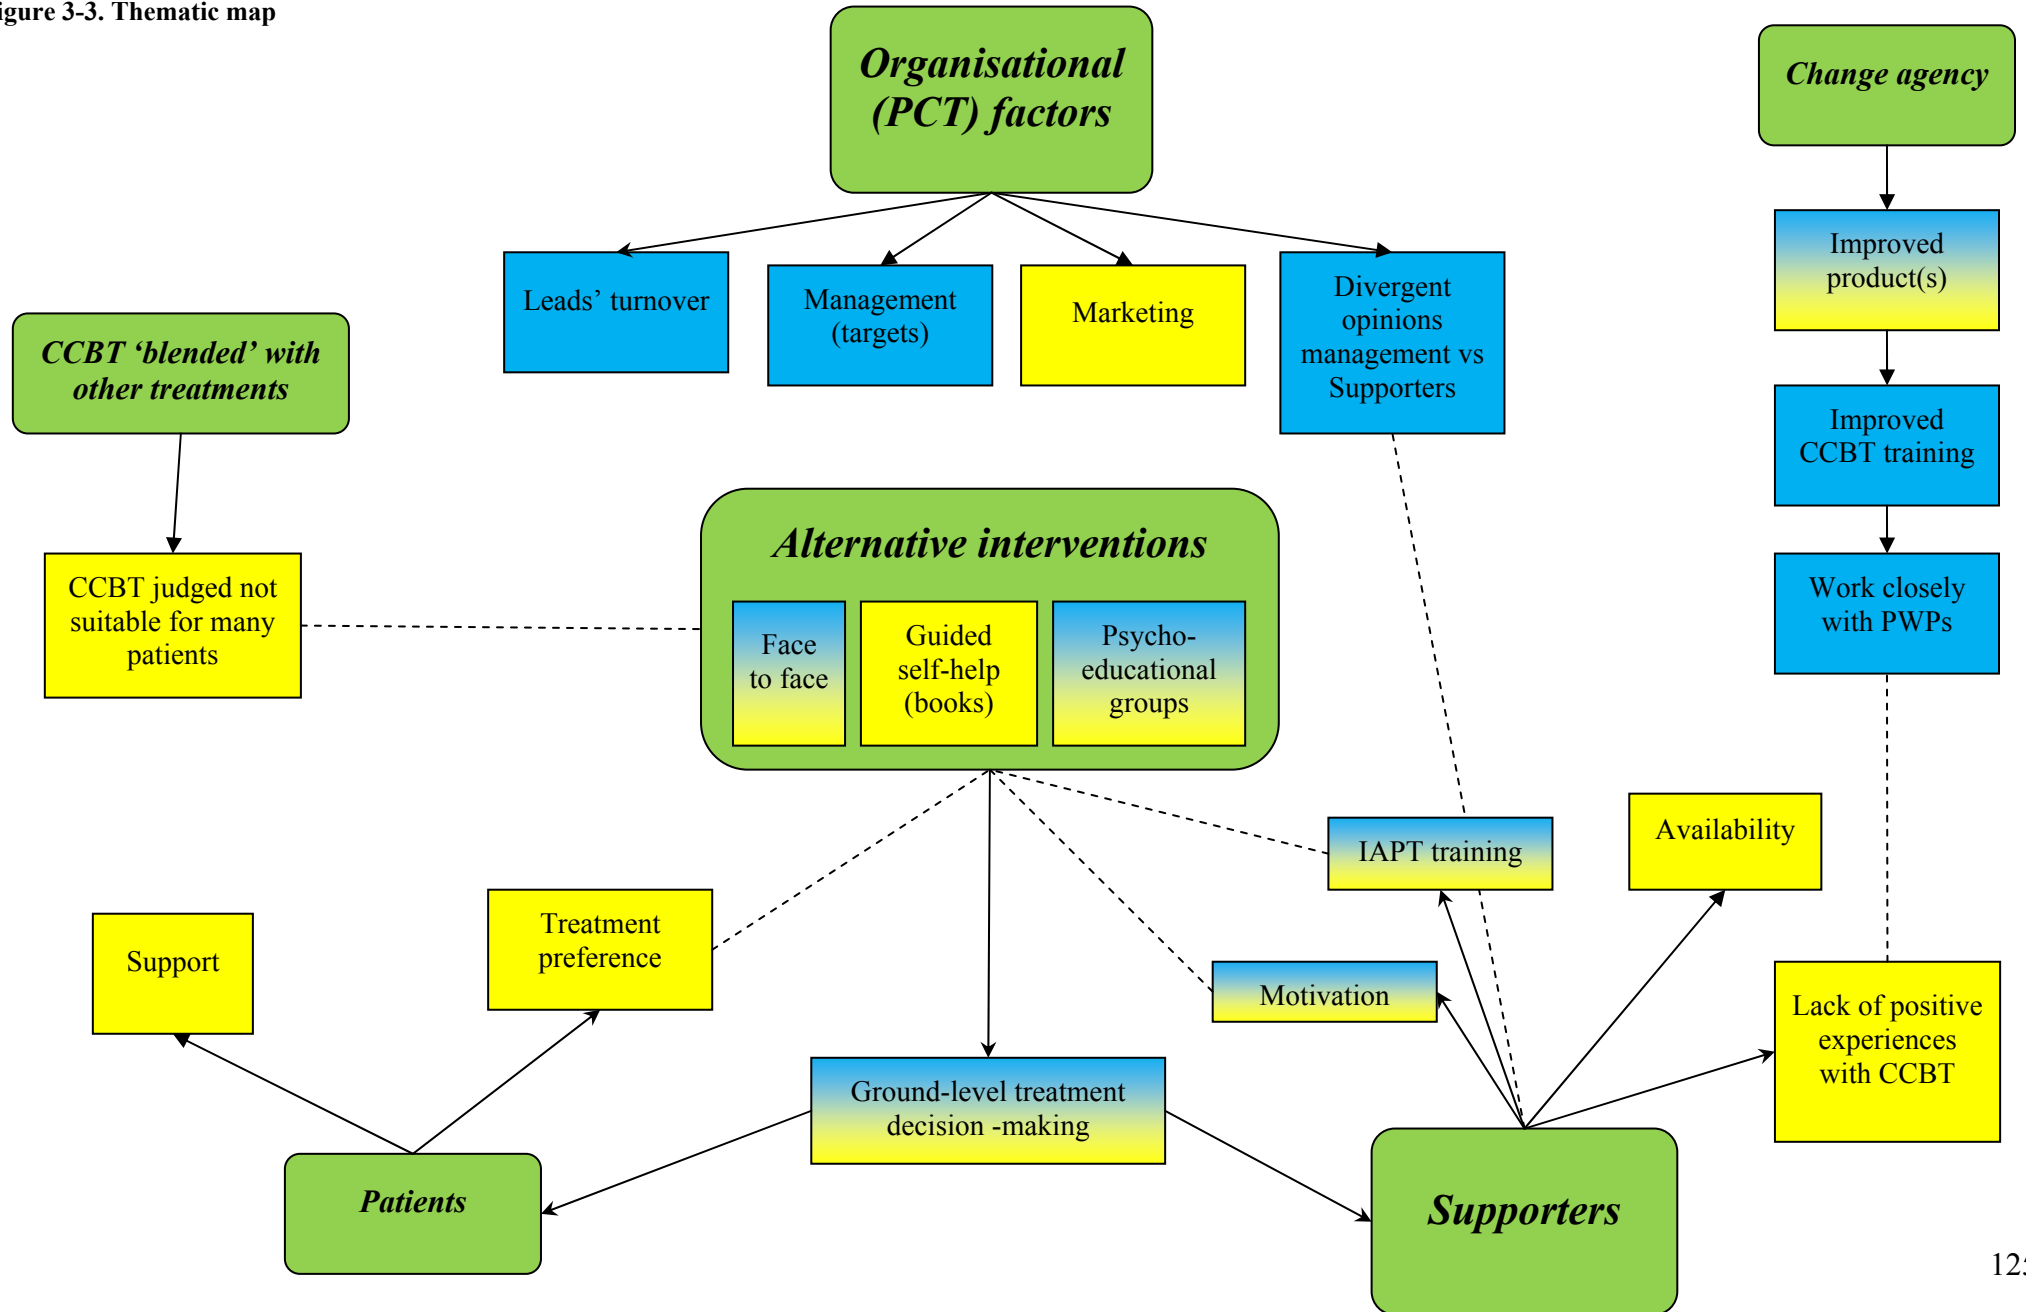 igure 3-3. Thematic map
Organisational
(PCT) factors
Change agency
Leads’ turnover
Management
(targets)
Marketing
Divergent
opinions
management vs
Supporters
Improved
product(s)
CCBT ‘blended’ with
other treatments
Improved
CCBT training
Alternative interventions
CCBT judged not
suitable for many
patients
Face
to face
Guided
self-help
(books)
Psycho-
educational
groups
Work closely
with PWPs
IAPT training
Availability
Support
Treatment
preference
Motivation
Lack of positive
experiences
with CCBT
Ground-level treatment
decision -making
Patients
Supporters
125